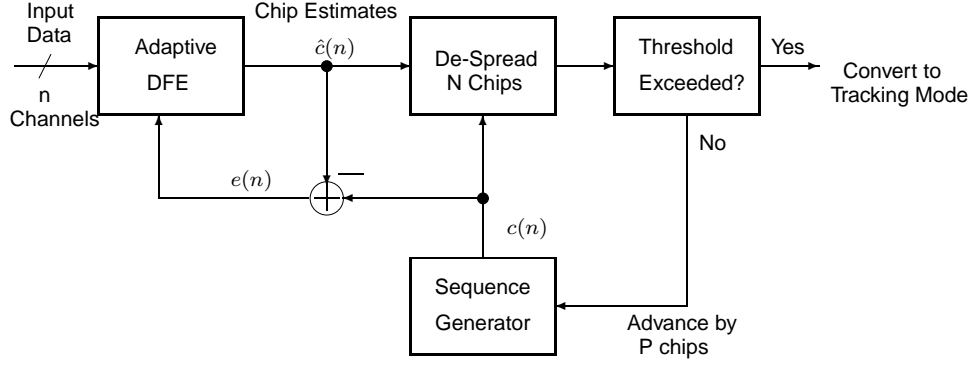 Input
Data
n
Channels
Adaptive
DFE
Chip Estimates
ĉ(n)
De-Spread
N Chips
Threshold
Exceeded?
Yes
Convert to
Tracking Mode
No
e(n)
c(n)
Sequence
Generator
Advance by
P chips